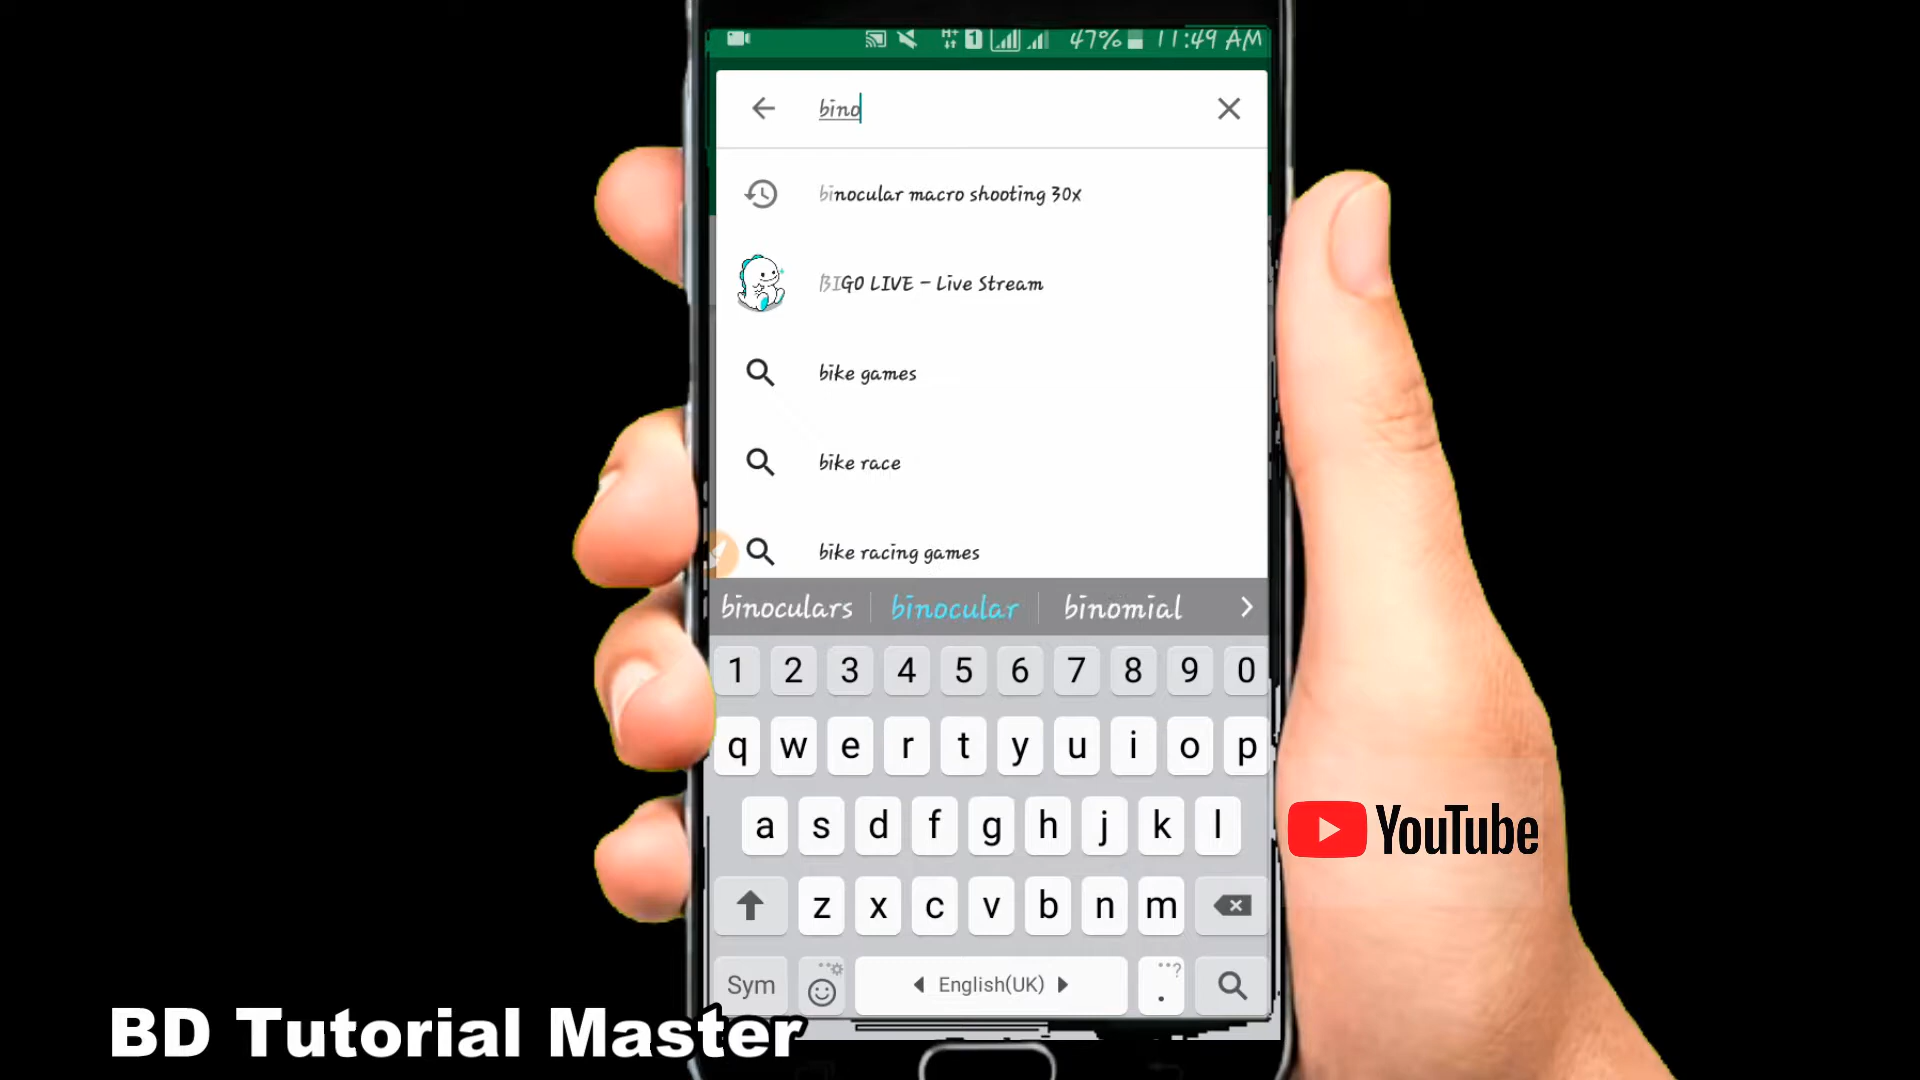 H+ 1 47% 11:49 AM
bino
binocular macro shooting 30x
BIGO LIVE – Live Stream
bike games
bike race
bike racing games
binoculars binocular binomial
1 2 3 4 5 6 7 8 9 0
q w e r t y u i o p
a s d f g h j k l
YouTube
z x c v b n m
Sym English(UK) . ?
BD Tutorial Master